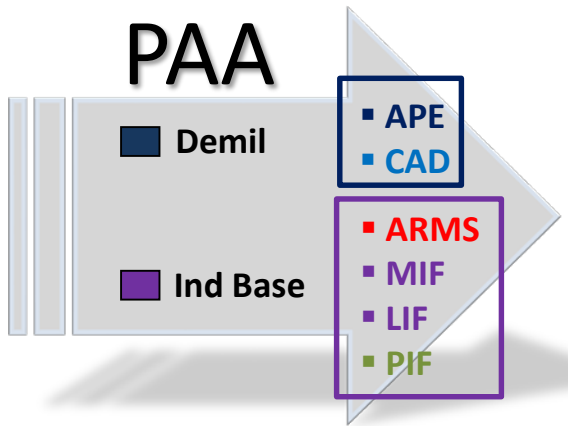 PAA
Demil
▪ APE
▪ CAD
Ind Base
▪ ARMS
▪ MIF
▪ LIF
▪ PIF